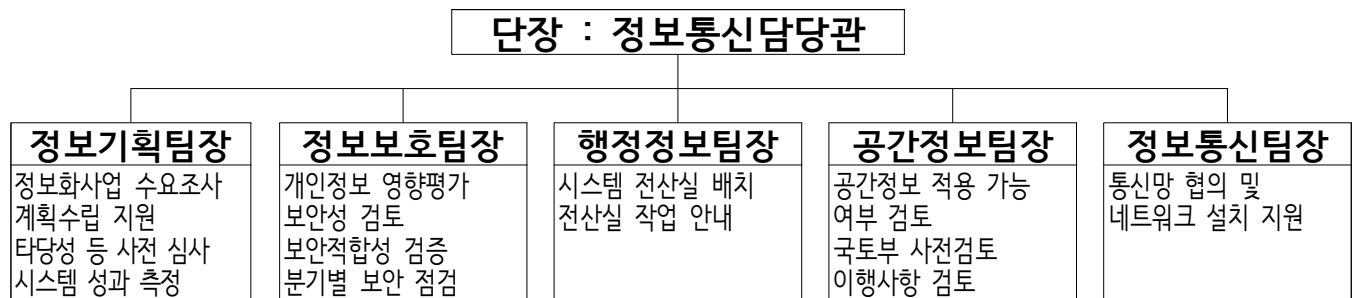 단장 : 정보통신담당관
정보기획팀장
정보화사업 수요조사
계획수립 지원
타당성 등 사전 심사
시스템 성과 측정
정보보호팀장
개인정보 영향평가
보안성 검토
보안적합성 검증
분기별 보안 점검
행정정보팀장
시스템 전산실 배치
전산실 작업 안내
공간정보팀장
공간정보 적용 가능
여부 검토
국토부 사전검토
이행사항 검토
정보통신팀장
통신망 협의 및
네트워크 설치 지원